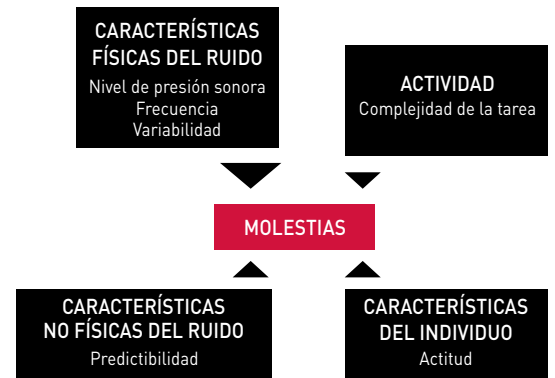 CARACTERÍSTICAS
FÍSICAS DEL RUIDO
Nivel de presión sonora
Frecuencia
Variabilidad
ACTIVIDAD
Complejidad de la tarea
MOLESTIAS
CARACTERÍSTICAS
NO FÍSICAS DEL RUIDO
Predictibilidad
CARACTERÍSTICAS
DEL INDIVIDUO
Actitud